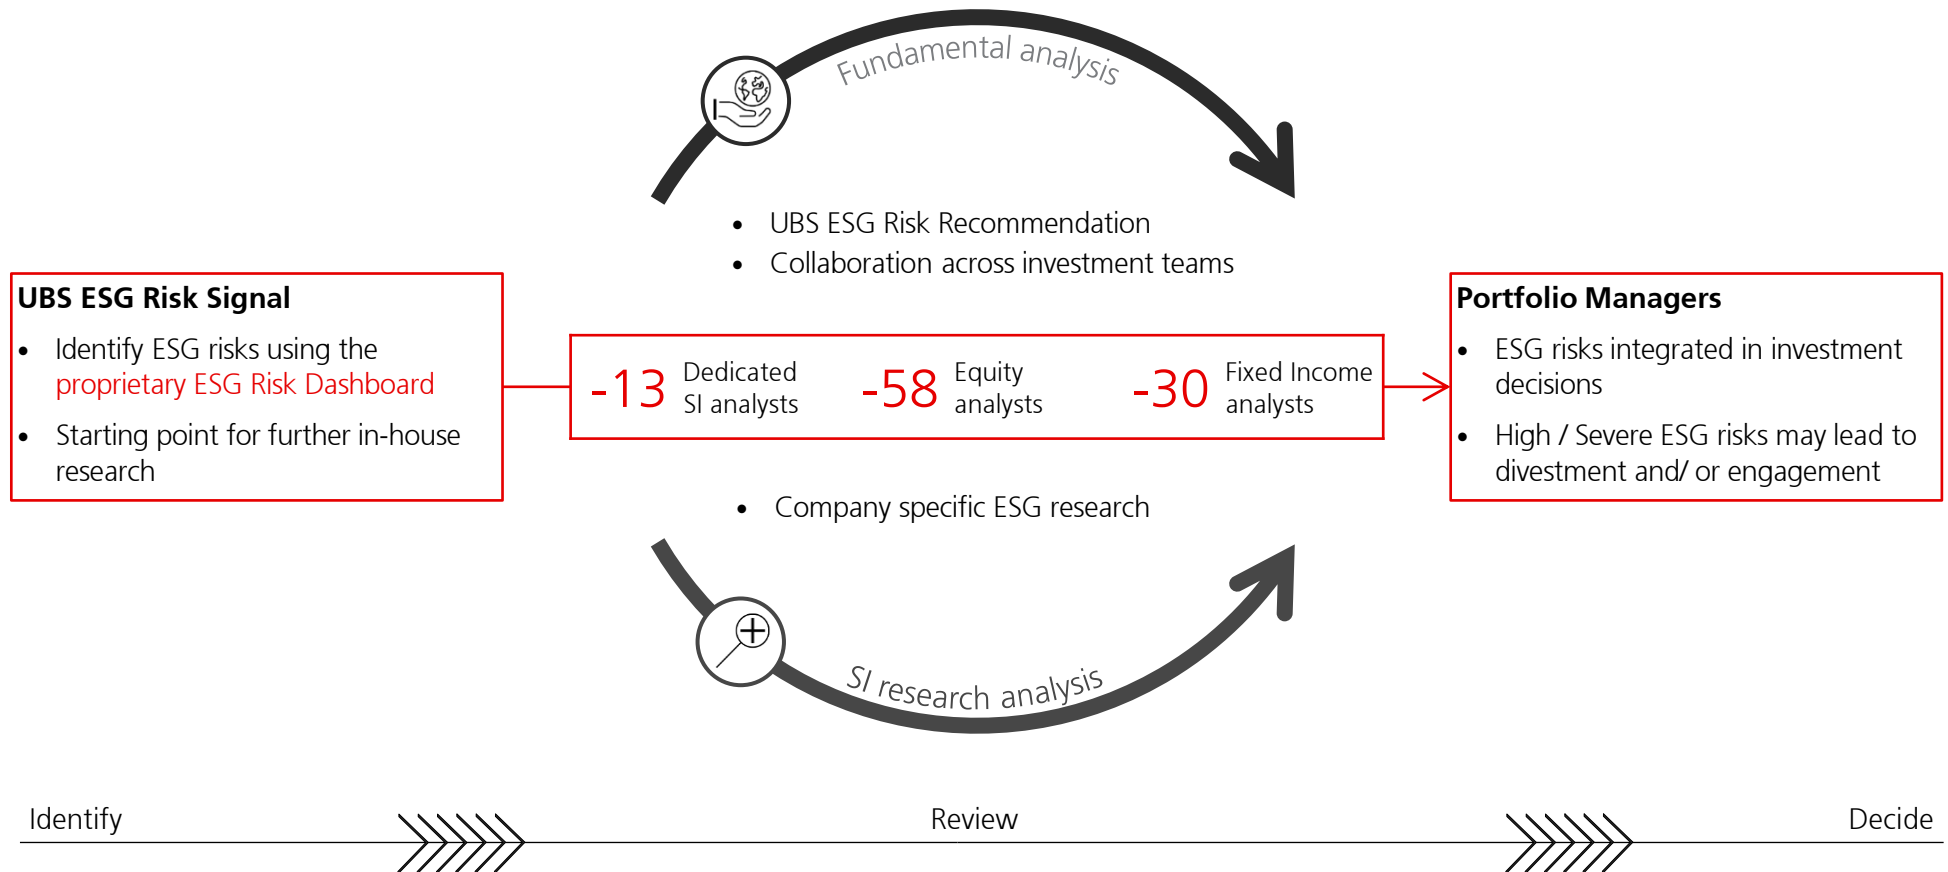 Fundamental analysis
• UBS ESG Risk Recommendation
• Collaboration across investment teams
UBS ESG Risk Signal
• Identify ESG risks using the
proprietary ESG Risk Dashboard
• Starting point for further in-house
research
-13 Dedicated
SI analysts
-58 Equity
analysts
-30 Fixed Income
analysts
Portfolio Managers
• ESG risks integrated in investment
decisions
• High / Severe ESG risks may lead to
divestment and/ or engagement
• Company specific ESG research
SI research analysis
Identify
Review
Decide